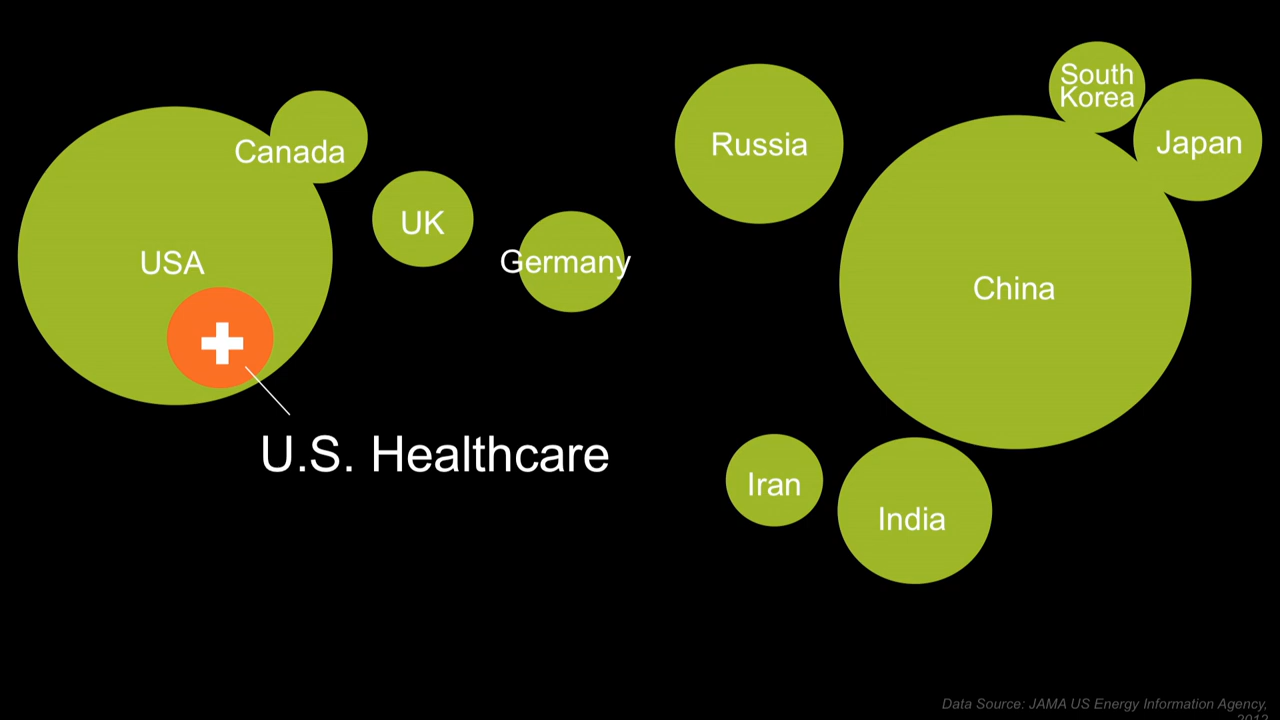 South
Korea
Russia
Japan
Canada
UK
USA
Germany
China
U.S. Healthcare
Iran
India
Data Source: JAMA US Energy Information Agency,